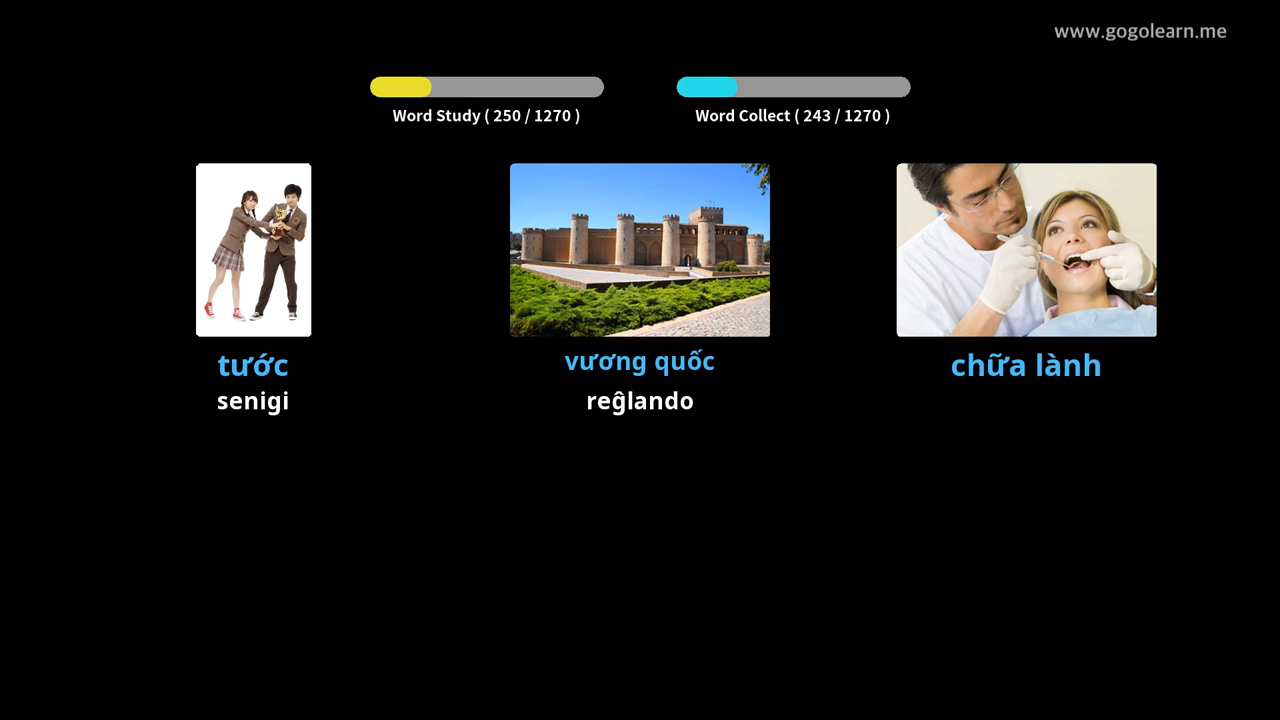 www.gogolearn.me
Word Study ( 250 / 1270 )
Word Collect ( 243 / 1270 )
tước
senigi
vương quốc
reĝlando
chữa lành